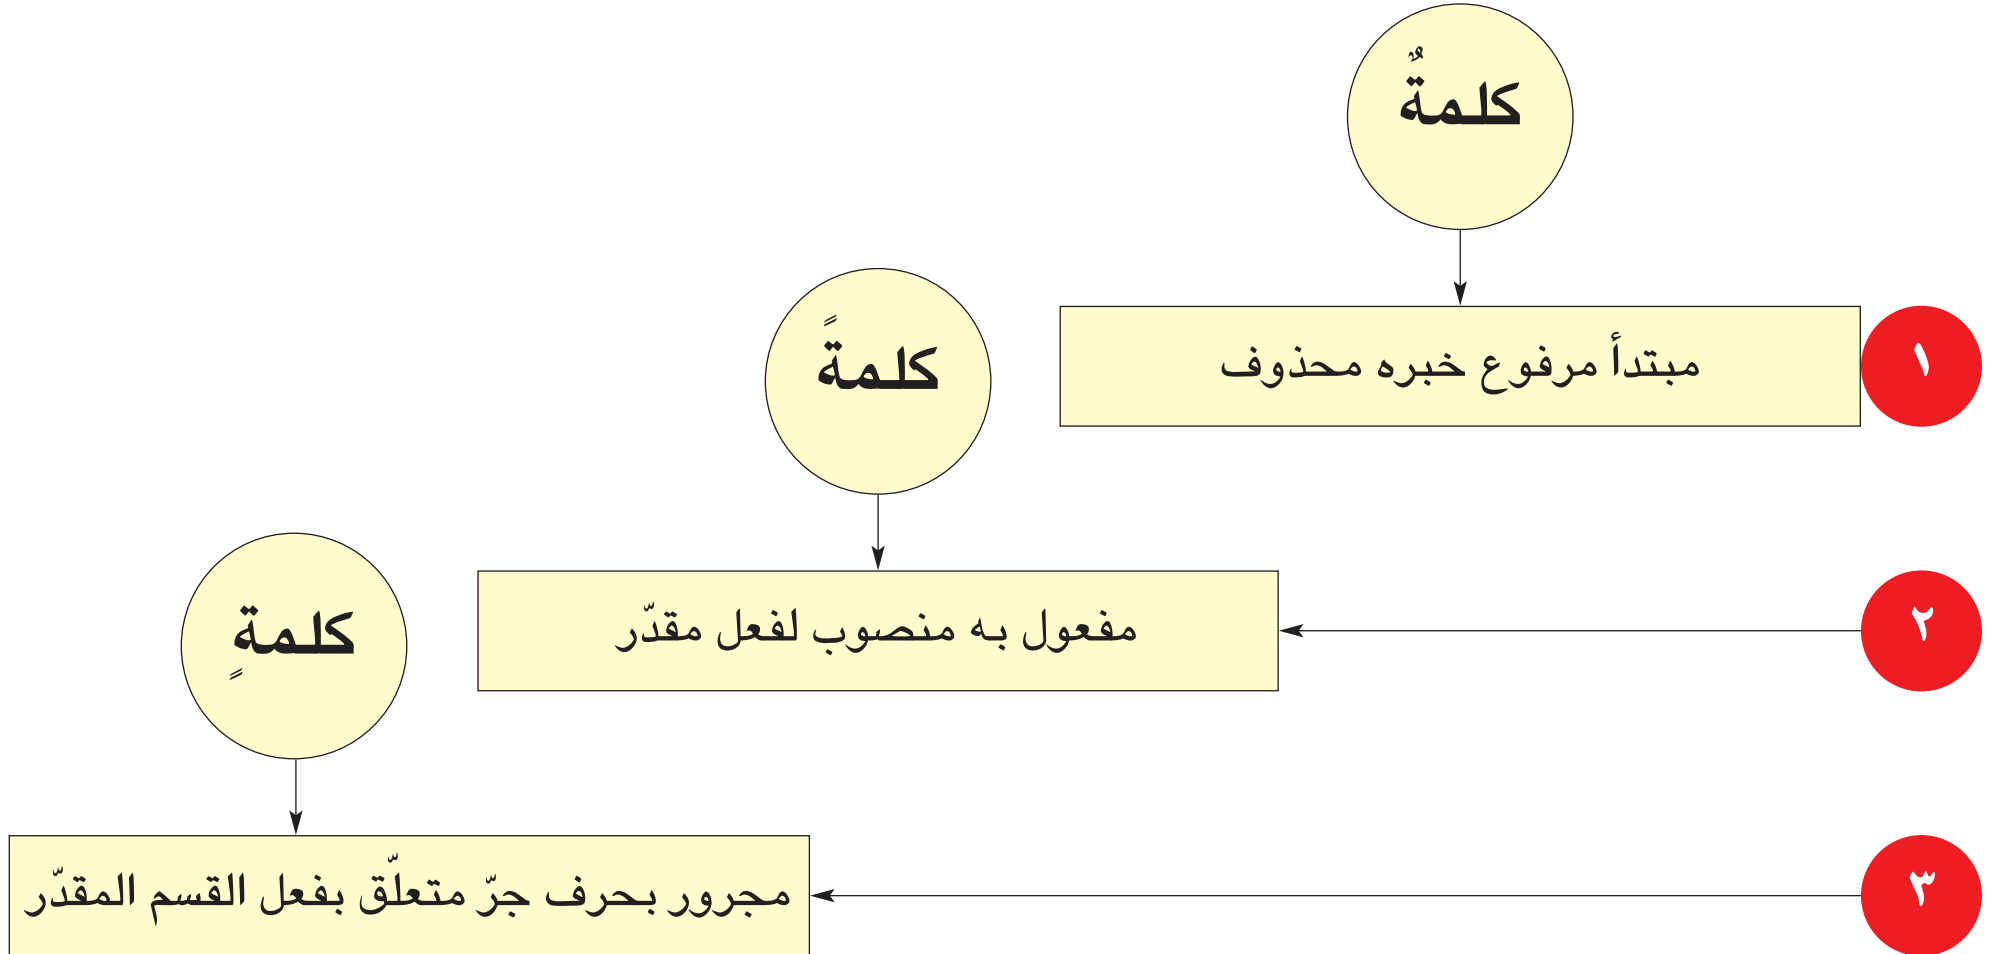 كلمةٌ
١
مبتدأ مرفوع خبره محذوف
كلمةً
٢
مفعول به منصوب لفعل مقدّر
كلمةٍ
٣
مجرور بحرف جرّ متعلّق بفعل القسم المقدّر